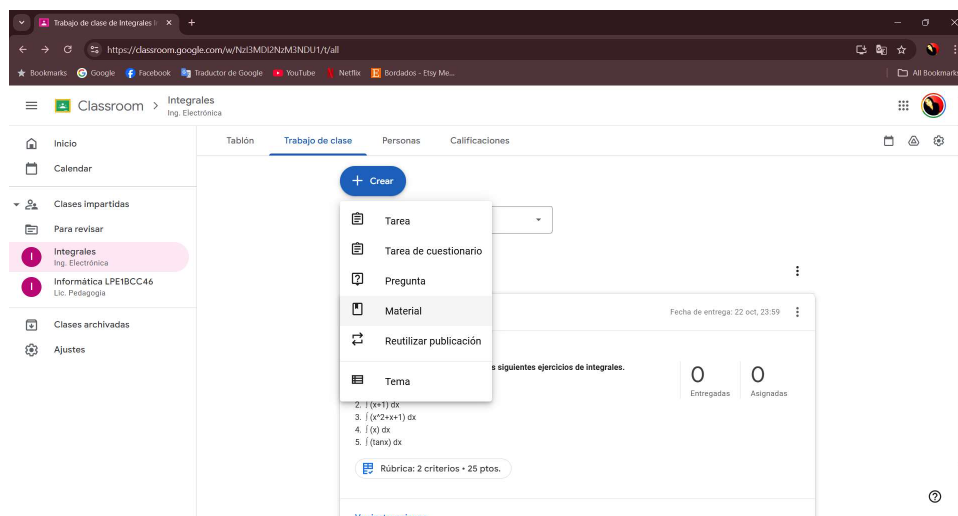 Trabajo de clase de Integrales I
https://classroom.google.com/w/NzI3MDI2NzM3NDU1/t/all
Bookmarks
Google
Facebook
Traductor de Google
YouTube
Netflix
Bordados - Etsy Me...
All Bookmarks
Classroom
Integrales
Ing. Electrónica
Inicio
Calendar
Clases impartidas
Para revisar
I
Integrales
Ing. Electrónica
I
Informática LPE1BCC46
Lic. Pedagogia
Clases archivadas
Ajustes
Tablón
Trabajo de clase
Personas
Calificaciones
+ Crear
Tarea
Tarea de cuestionario
Pregunta
Material
Reutilizar publicación
Tema
Fecha de entrega: 22 oct, 23:59
siguientes ejercicios de integrales.
0
Entregadas
0
Asignadas
2. ∫ (x+1) dx
3. ∫ (x^2+x+1) dx
4. ∫ (x) dx
5. ∫ (tanx) dx
Rúbrica: 2 criterios • 25 ptos.